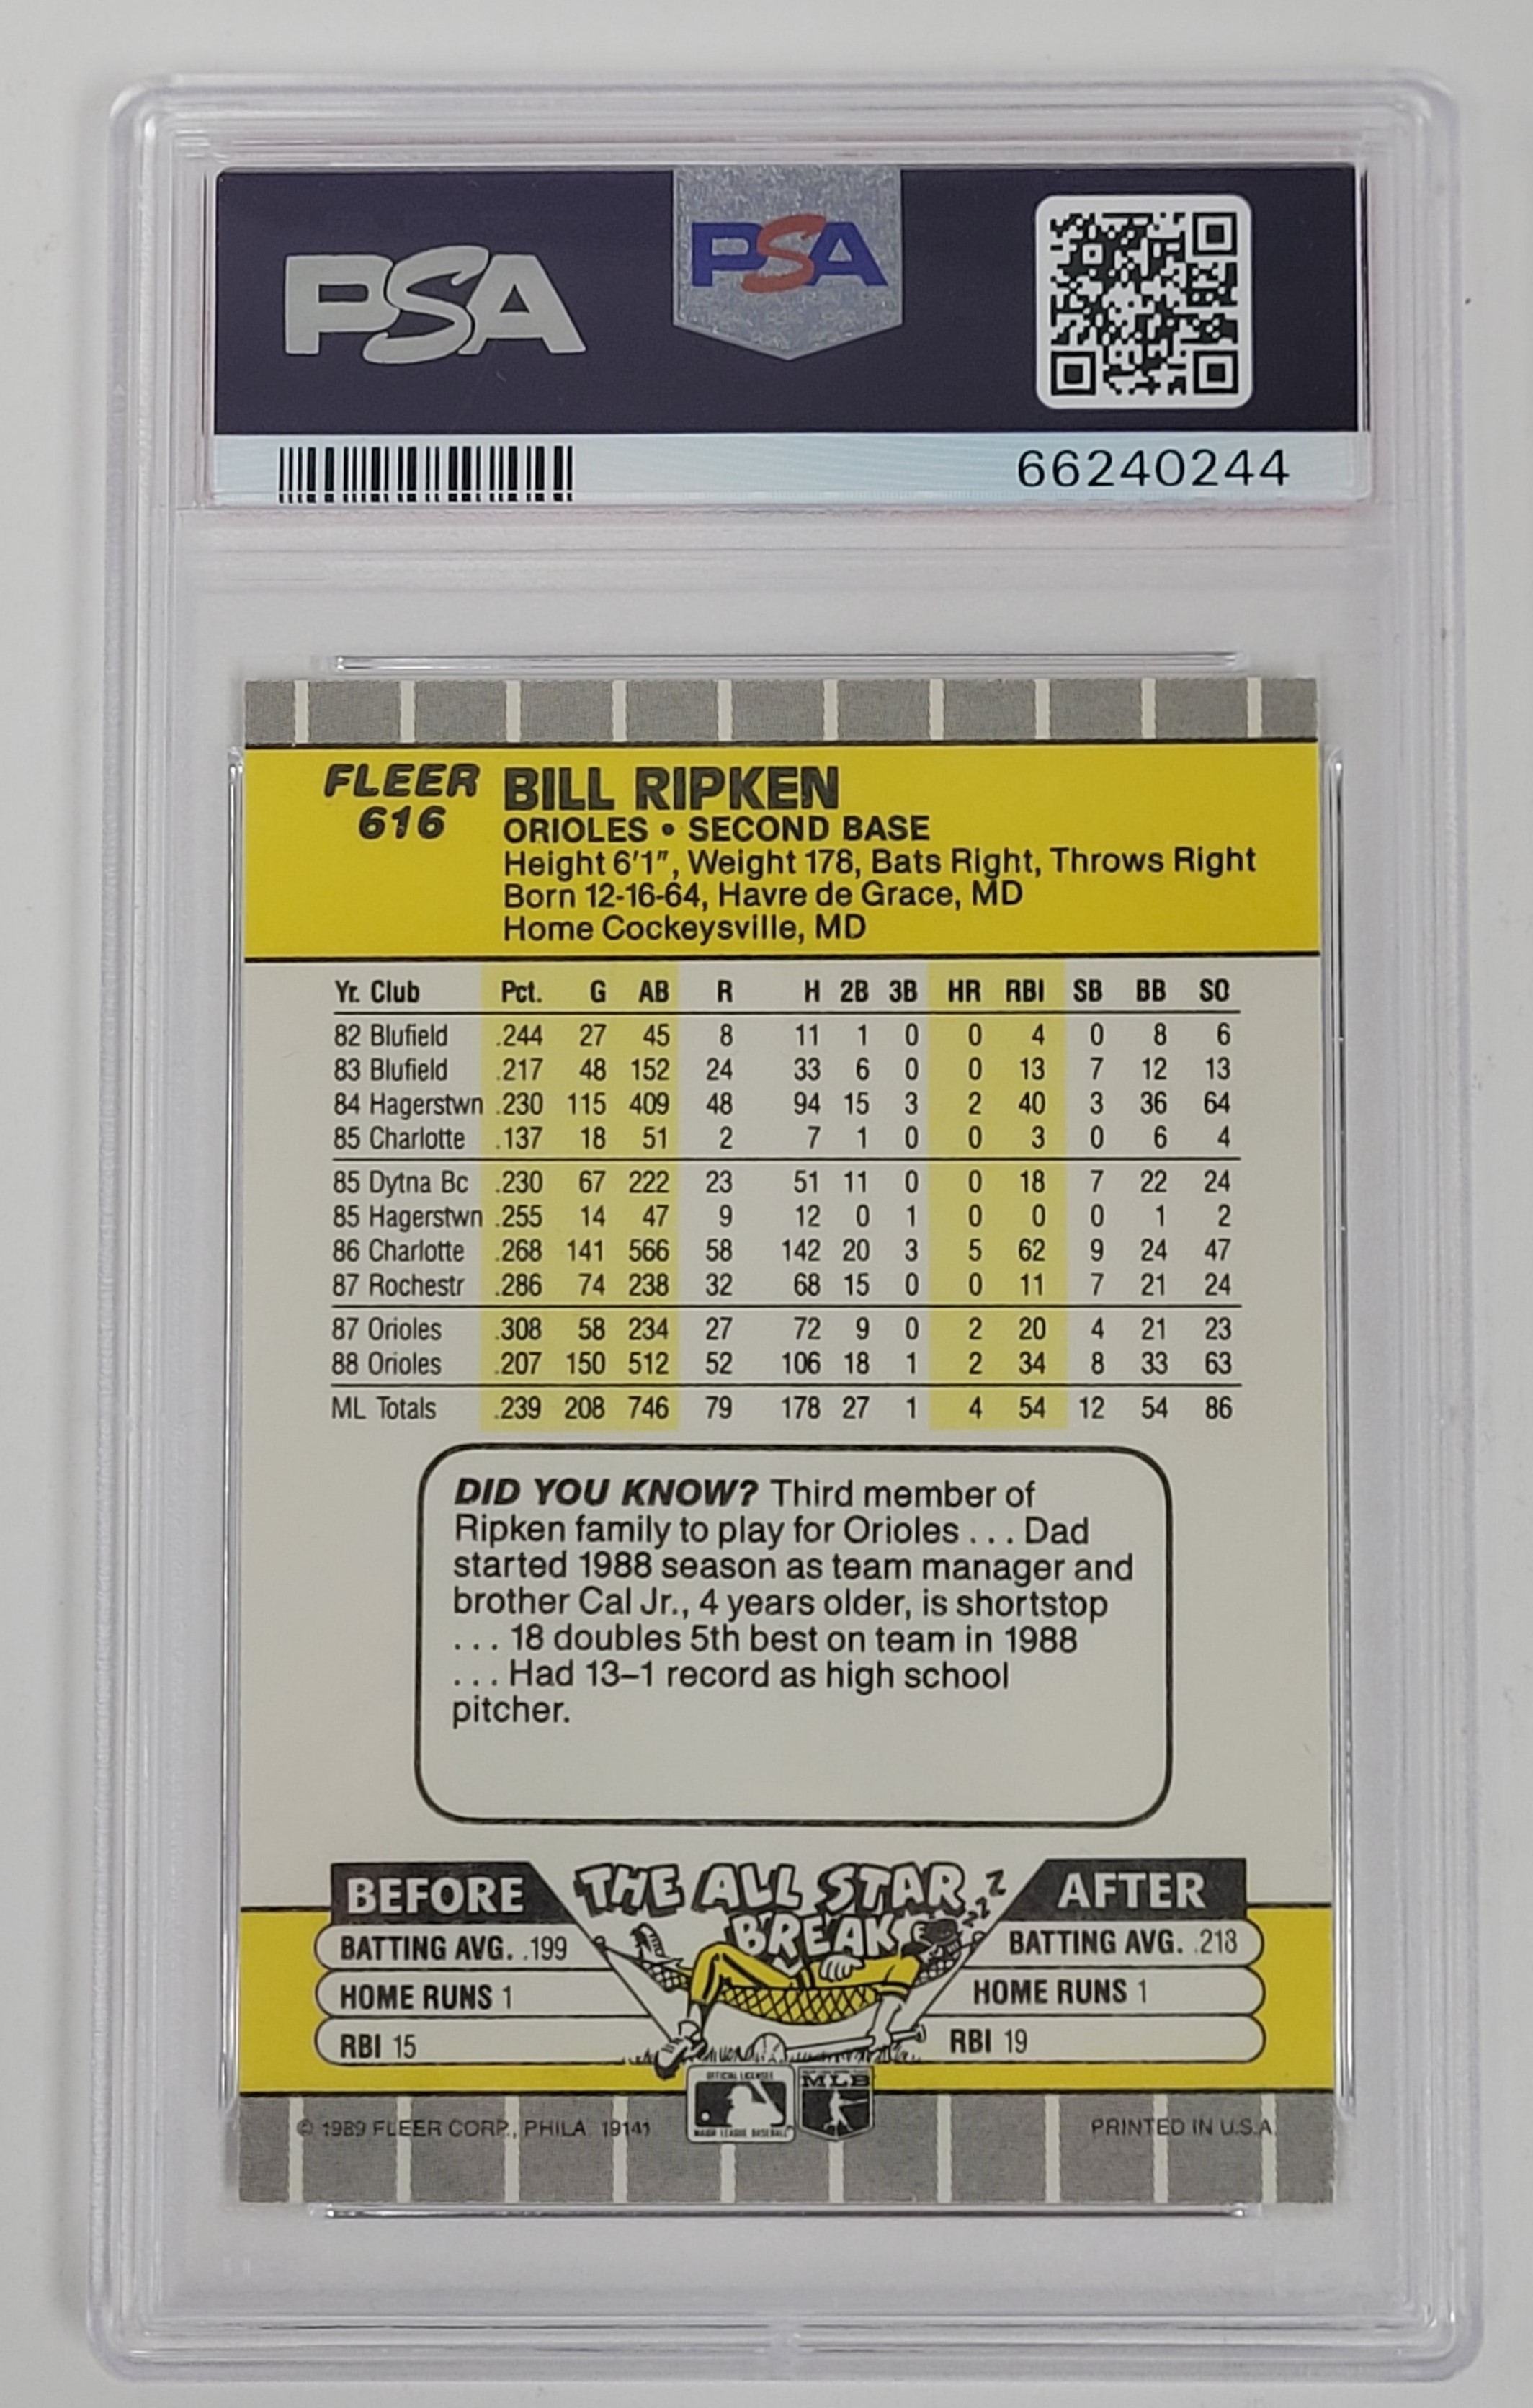 PSA
PSA
66240244
FLEER
616
BILL RIPKEN
ORIOLES • SECOND BASE
Height 6'1", Weight 178, Bats Right, Throws Right
Born 12-16-64, Havre de Grace, MD
Home Cockeysville, MD
Yr. Club Pct. G AB R H 2B 3B HR RBI SB BB SO
82 Blufield .244 27 45 8 11 1 0 0 4 0 8 6
83 Blufield .217 48 152 24 33 6 0 0 13 7 12 13
84 Hagerstwn .230 115 409 48 94 15 3 2 40 3 36 64
85 Charlotte .137 18 51 2 7 1 0 0 3 0 6 4
85 Dytna Bc .230 67 222 23 51 11 0 0 18 7 22 24
85 Hagerstwn .255 14 47 9 12 0 1 0 0 0 1 2
86 Charlotte .268 141 566 58 142 20 3 5 62 9 24 47
87 Rochestr .286 74 238 32 68 15 0 0 11 7 21 24
87 Orioles .308 58 234 27 72 9 0 2 20 4 21 23
88 Orioles .207 150 512 52 106 18 1 2 34 8 33 63
ML Totals .239 208 746 79 178 27 1 4 54 12 54 86
DID YOU KNOW? Third member of
Ripken family to play for Orioles . . . Dad
started 1988 season as team manager and
brother Cal Jr., 4 years older, is shortstop
. . . 18 doubles 5th best on team in 1988
. . . Had 13–1 record as high school
pitcher.
BEFORE
BATTING AVG. .199
HOME RUNS 1
RBI 15
THE ALL STAR
BREAK
Z Z Z Z
AFTER
BATTING AVG. .213
HOME RUNS 1
RBI 19
OFFICIAL LICENSEE
MAJOR LEAGUE BASEBALL
MLB
© 1989 FLEER CORP., PHILA. 19141
PRINTED IN U.S.A.